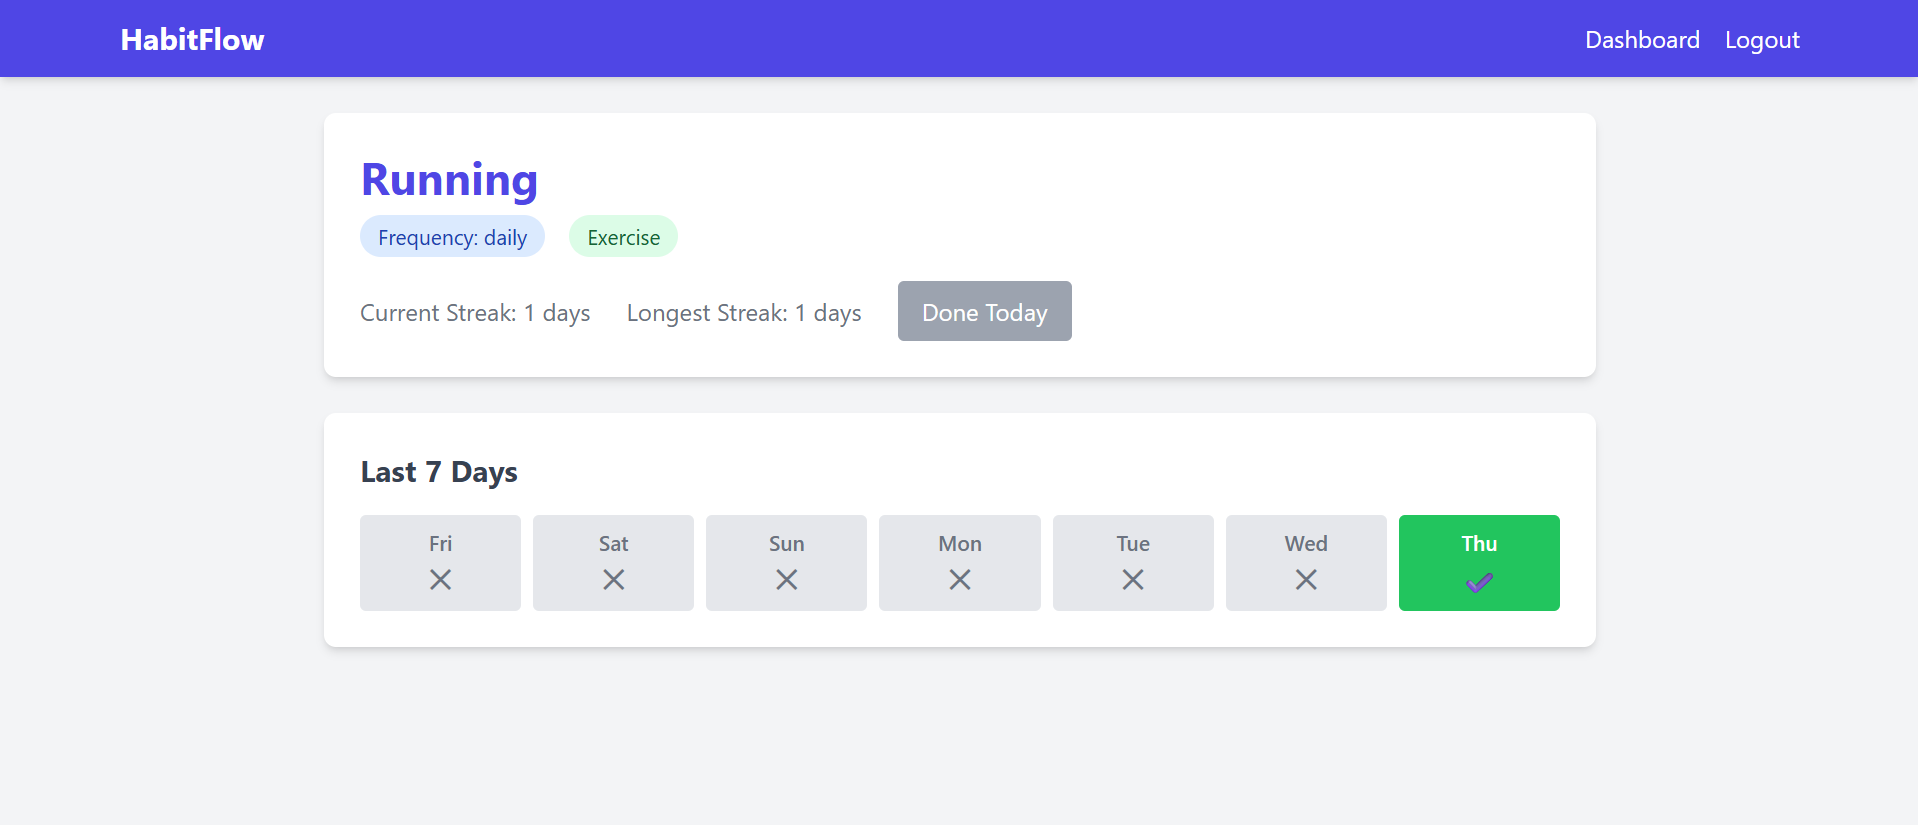 HabitFlow
Dashboard Logout
Running
Frequency: daily Exercise
Current Streak: 1 days Longest Streak: 1 days Done Today
Last 7 Days
Fri Sat Sun Mon Tue Wed Thu
✕ ✕ ✕ ✕ ✕ ✕ ✔